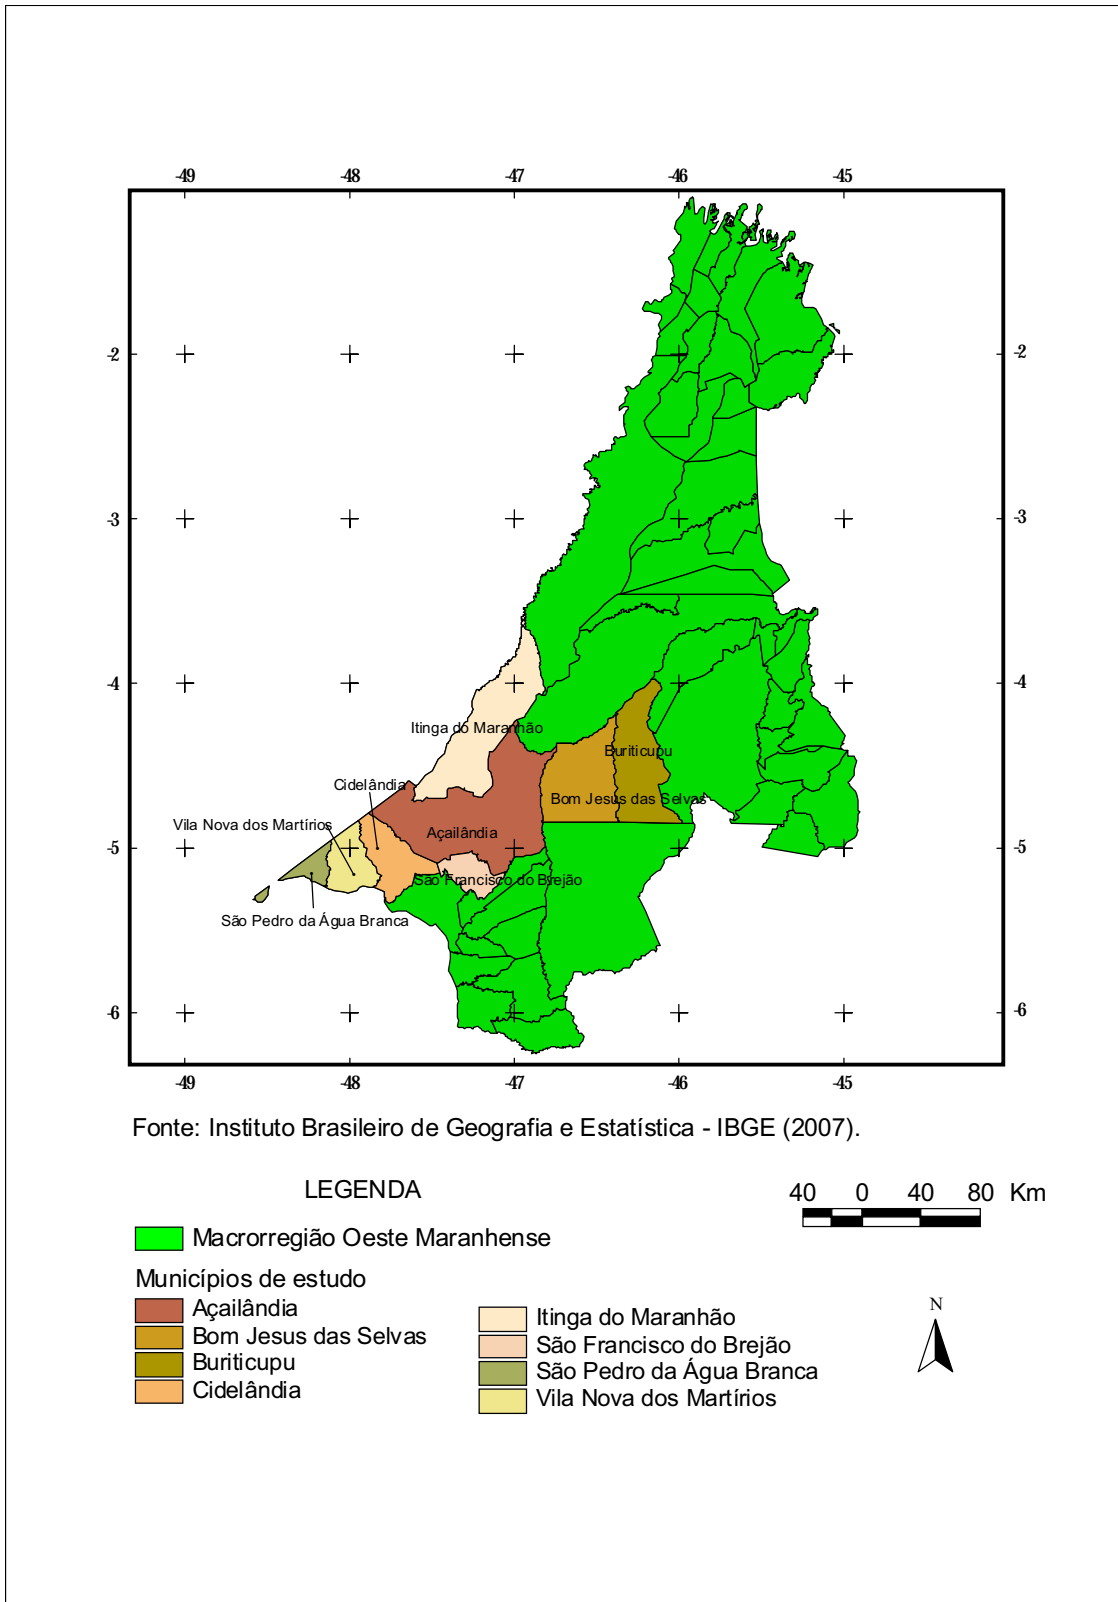 -49 -48 -47 -46 -45
-2 -2
-3 -3
-4 -4
Itinga do Maranhão
Buriticupu
Cidelândia
Bom Jesus das Selvas
Vila Nova dos Martírios
Açailândia
-5 -5
São Francisco do Brejão
São Pedro da Água Branca
-6 -6
-49 -48 -47 -46 -45
Fonte: Instituto Brasileiro de Geografia e Estatística - IBGE (2007).
LEGENDA
40 0 40 80 Km
Macrorregião Oeste Maranhense
Municípios de estudo
Açailândia
Bom Jesus das Selvas
Buriticupu
Cidelândia
Itinga do Maranhão
São Francisco do Brejão
São Pedro da Água Branca
Vila Nova dos Martírios
N